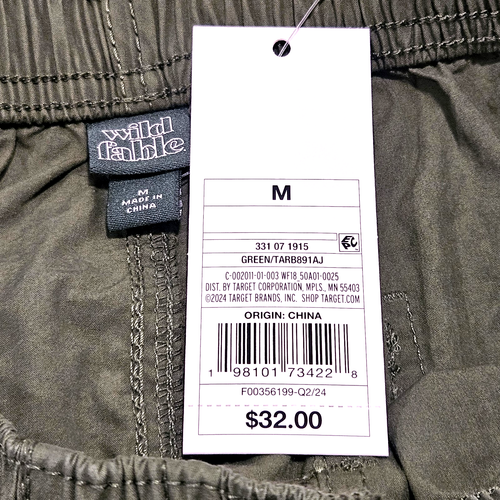 wild
fable
M
MADE IN
CHINA
M
331 07 1915
GREEN/TARB891AJ
C-002011-01-003 WF18_50A01-0025
DIST. BY TARGET CORPORATION, MPLS., MN 55403
©2024 TARGET BRANDS, INC. SHOP TARGET.COM
ORIGIN: CHINA
1 98101 73422 8
F00356199-Q2/24
$32.00